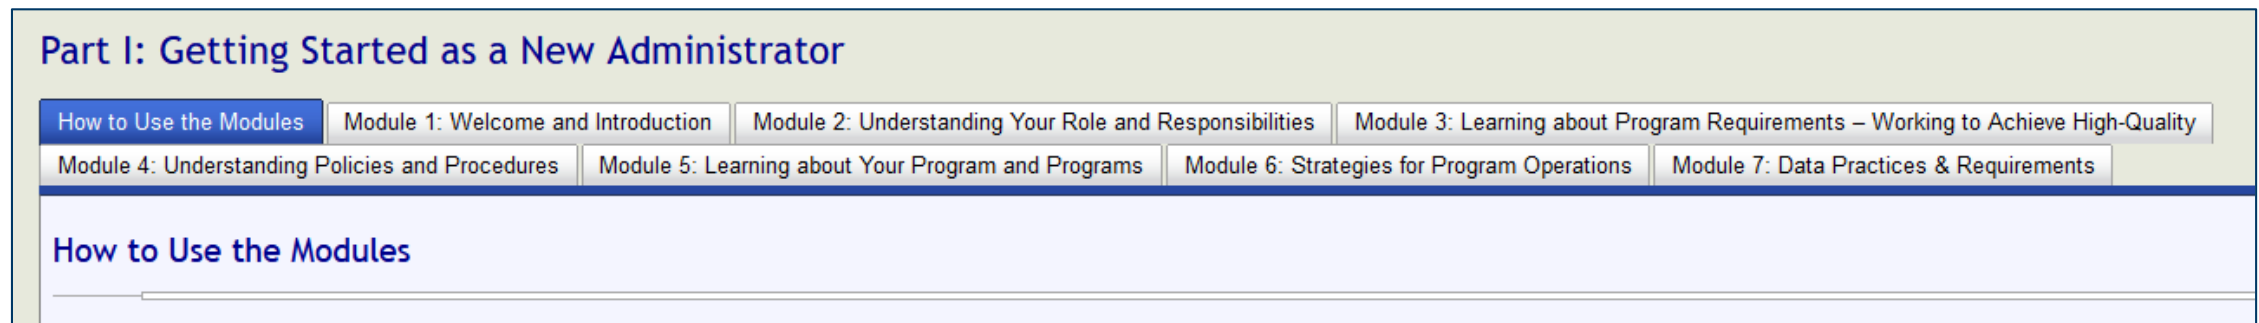 Part I: Getting Started as a New Administrator
How to Use the Modules Module 1: Welcome and Introduction Module 2: Understanding Your Role and Responsibilities Module 3: Learning about Program Requirements – Working to Achieve High-Quality
Module 4: Understanding Policies and Procedures Module 5: Learning about Your Program and Programs Module 6: Strategies for Program Operations Module 7: Data Practices & Requirements
How to Use the Modules